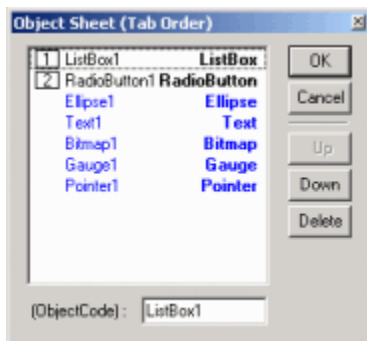 Object Sheet (Tab Order)
1 ListBox1 ListBox
2 RadioButton1 RadioButton
Ellipse1 Ellipse
Text1 Text
Bitmap1 Bitmap
Gauge1 Gauge
Pointer1 Pointer
OK
Cancel
Up
Down
Delete
(ObjectCode) : ListBox1